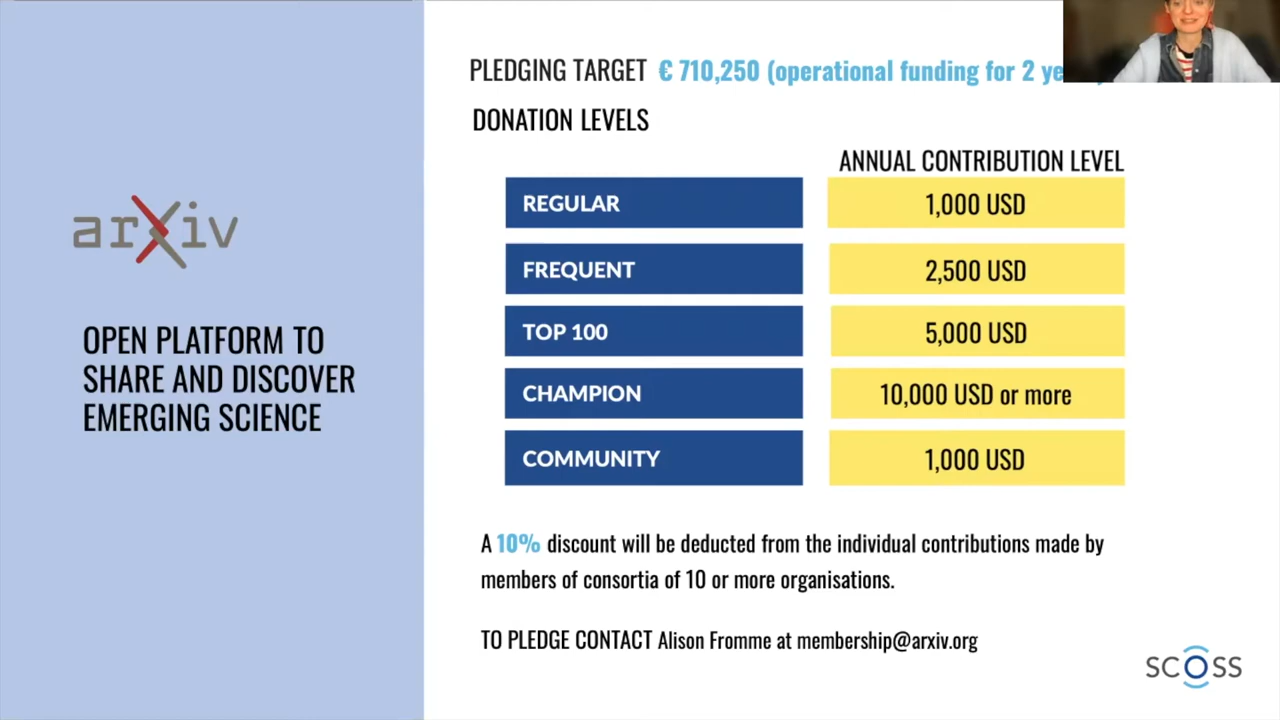 PLEDGING TARGET € 710,250 (operational funding for 2
DONATION LEVELS
ANNUAL CONTRIBUTION LEVEL
REGULAR 1,000 USD
FREQUENT 2,500 USD
TOP 100 5,000 USD
CHAMPION 10,000 USD or more
COMMUNITY 1,000 USD
arXiv
OPEN PLATFORM TO
SHARE AND DISCOVER
EMERGING SCIENCE
A 10% discount will be deducted from the individual contributions made by
members of consortia of 10 or more organisations.
TO PLEDGE CONTACT Alison Fromme at membership@arxiv.org
SCOSS